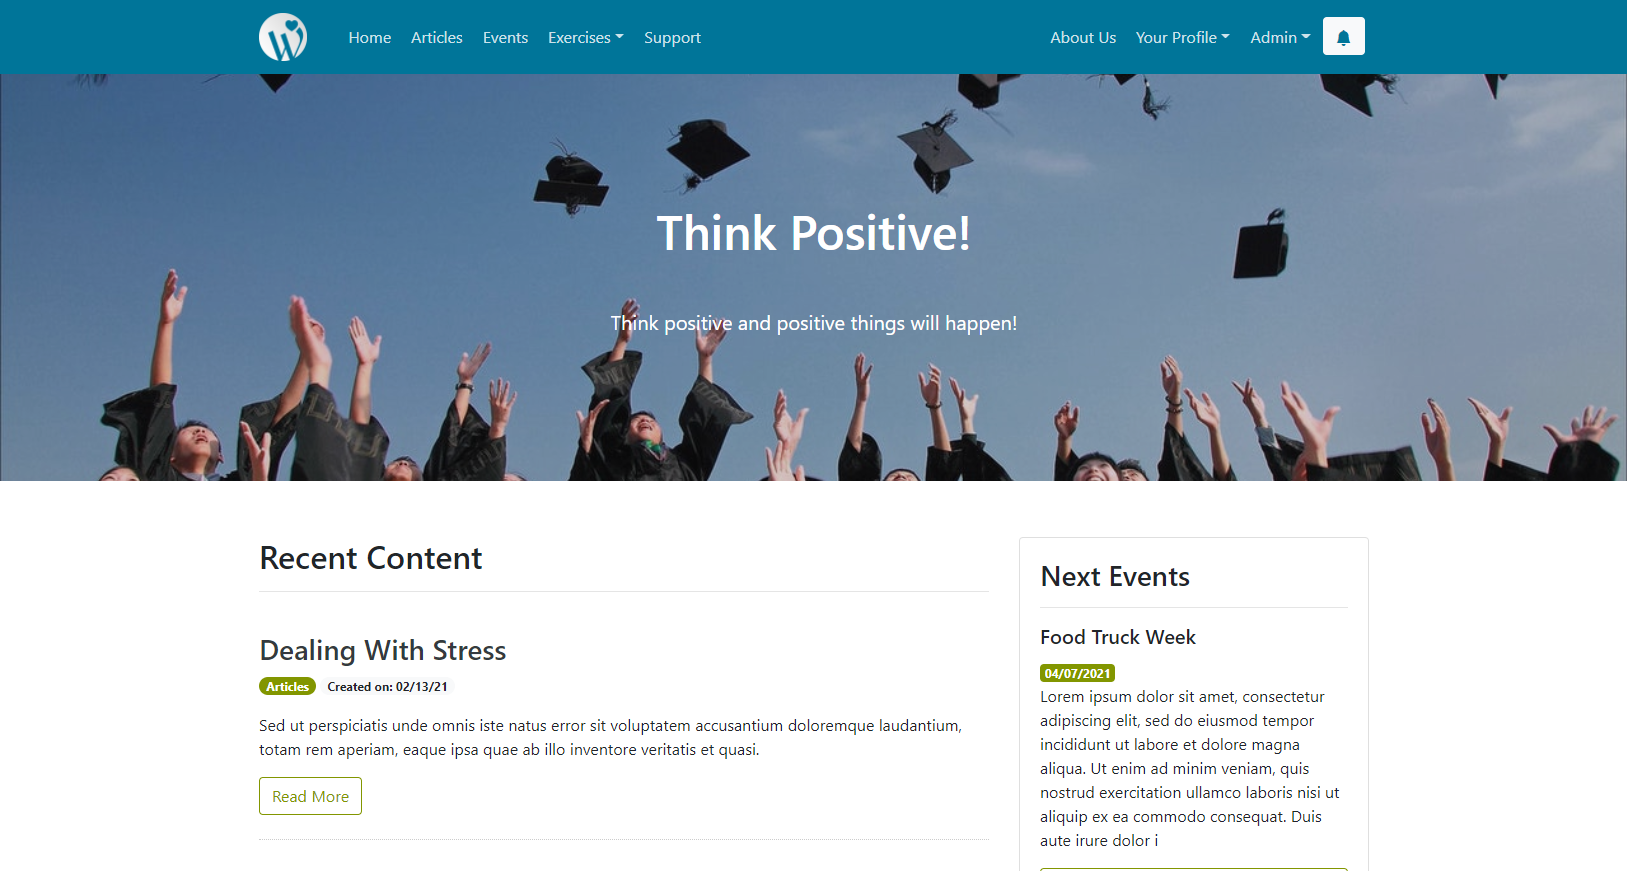 Home Articles Events Exercises Support About Us Your Profile Admin
Think Positive!
Think positive and positive things will happen!
Recent Content
Dealing With Stress
Articles Created on: 02/13/21
Sed ut perspiciatis unde omnis iste natus error sit voluptatem accusantium doloremque laudantium,
totam rem aperiam, eaque ipsa quae ab illo inventore veritatis et quasi.
Read More
Next Events
Food Truck Week
04/07/2021
Lorem ipsum dolor sit amet, consectetur
adipiscing elit, sed do eiusmod tempor
incididunt ut labore et dolore magna
aliqua. Ut enim ad minim veniam, quis
nostrud exercitation ullamco laboris nisi ut
aliquip ex ea commodo consequat. Duis
aute irure dolor i